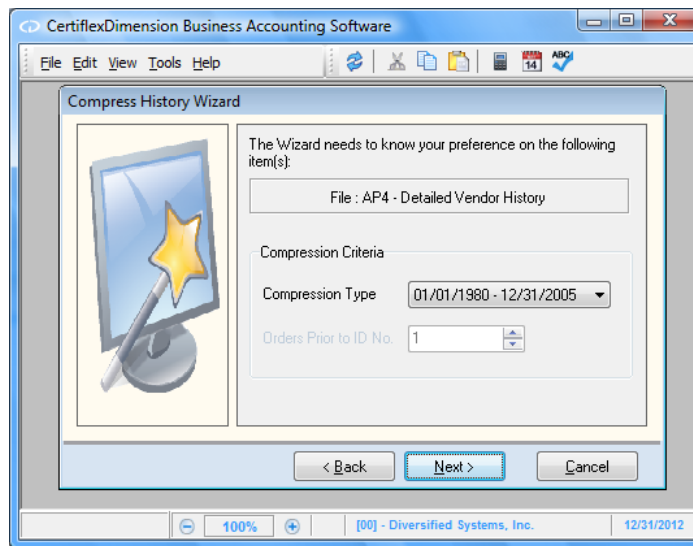 CertiflexDimension Business Accounting Software
File Edit View Tools Help
14 ABC
Compress History Wizard
The Wizard needs to know your preference on the following
item(s):
File : AP4 - Detailed Vendor History
Compression Criteria
Compression Type 01/01/1980 - 12/31/2005
Orders Prior to ID No. 1
< Back Next > Cancel
100% [00] - Diversified Systems, Inc. 12/31/2012